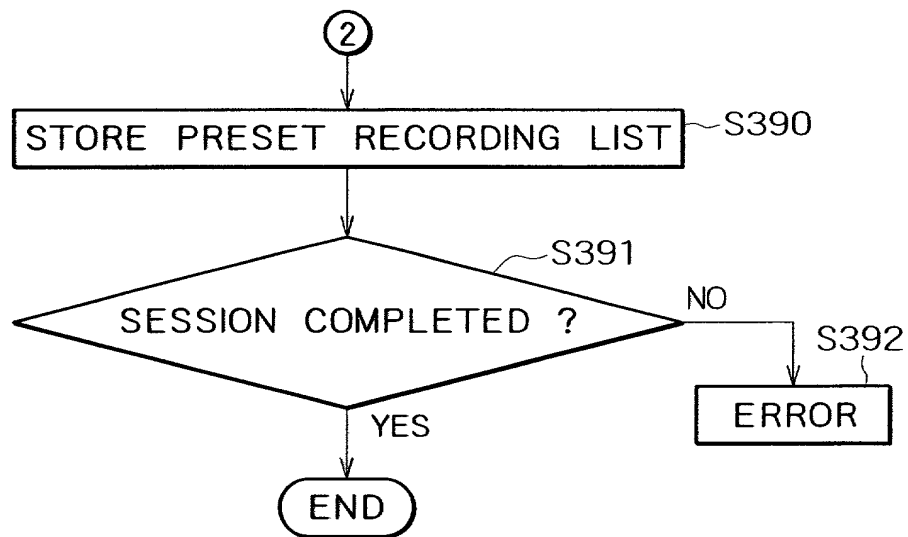 2
STORE PRESET RECORDING LIST
S390
S391
SESSION COMPLETED ?
NO
S392
ERROR
YES
END